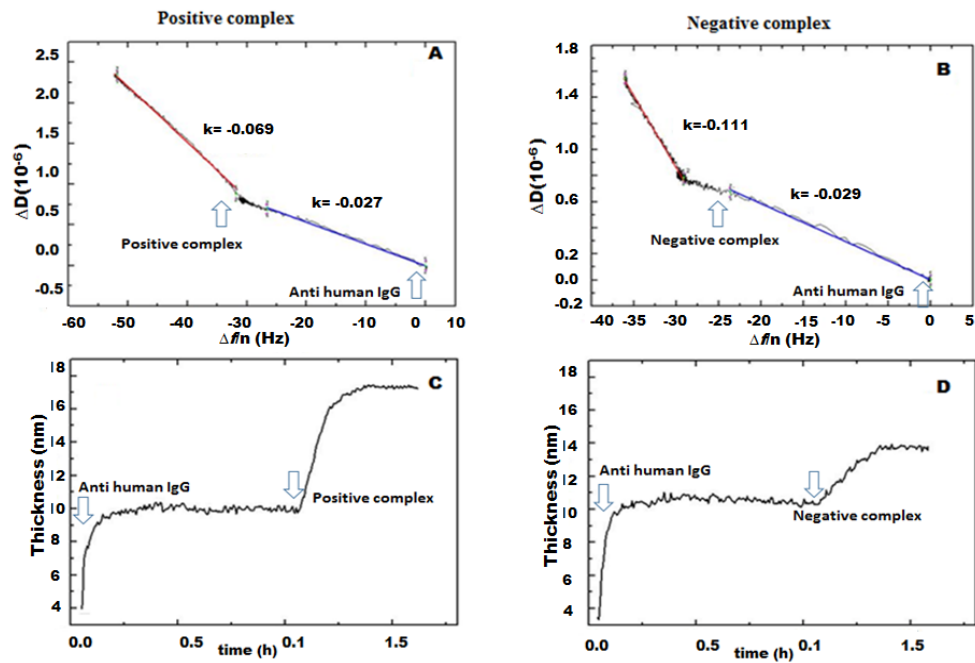 Positive complex
Negative complex
A
2.5
2.0
1.5
1.0
0.5
0.0
-0.5
ΔD(10⁻⁶)
k= -0.069
k= -0.027
Positive complex
Anti human IgG
-60 -50 -40 -30 -20 -10 0 10
Δf/n (Hz)
B
1.8
1.4
1.0
0.6
0.2
0.0
-0.2
ΔD(10⁻⁶)
k=-0.111
k= -0.029
Negative complex
Anti human IgG
-40 -35 -30 -25 -20 -15 -10 -5 0 5
Δf/n (Hz)
C
18
16
14
12
10
8
6
4
Thickness (nm)
Anti human IgG
Positive complex
0.0 0.5 0.1 1.5
time (h)
D
18
16
14
12
10
8
6
4
Thickness (nm)
Anti human IgG
Negative complex
0.0 0.5 0.1 1.5
time (h)